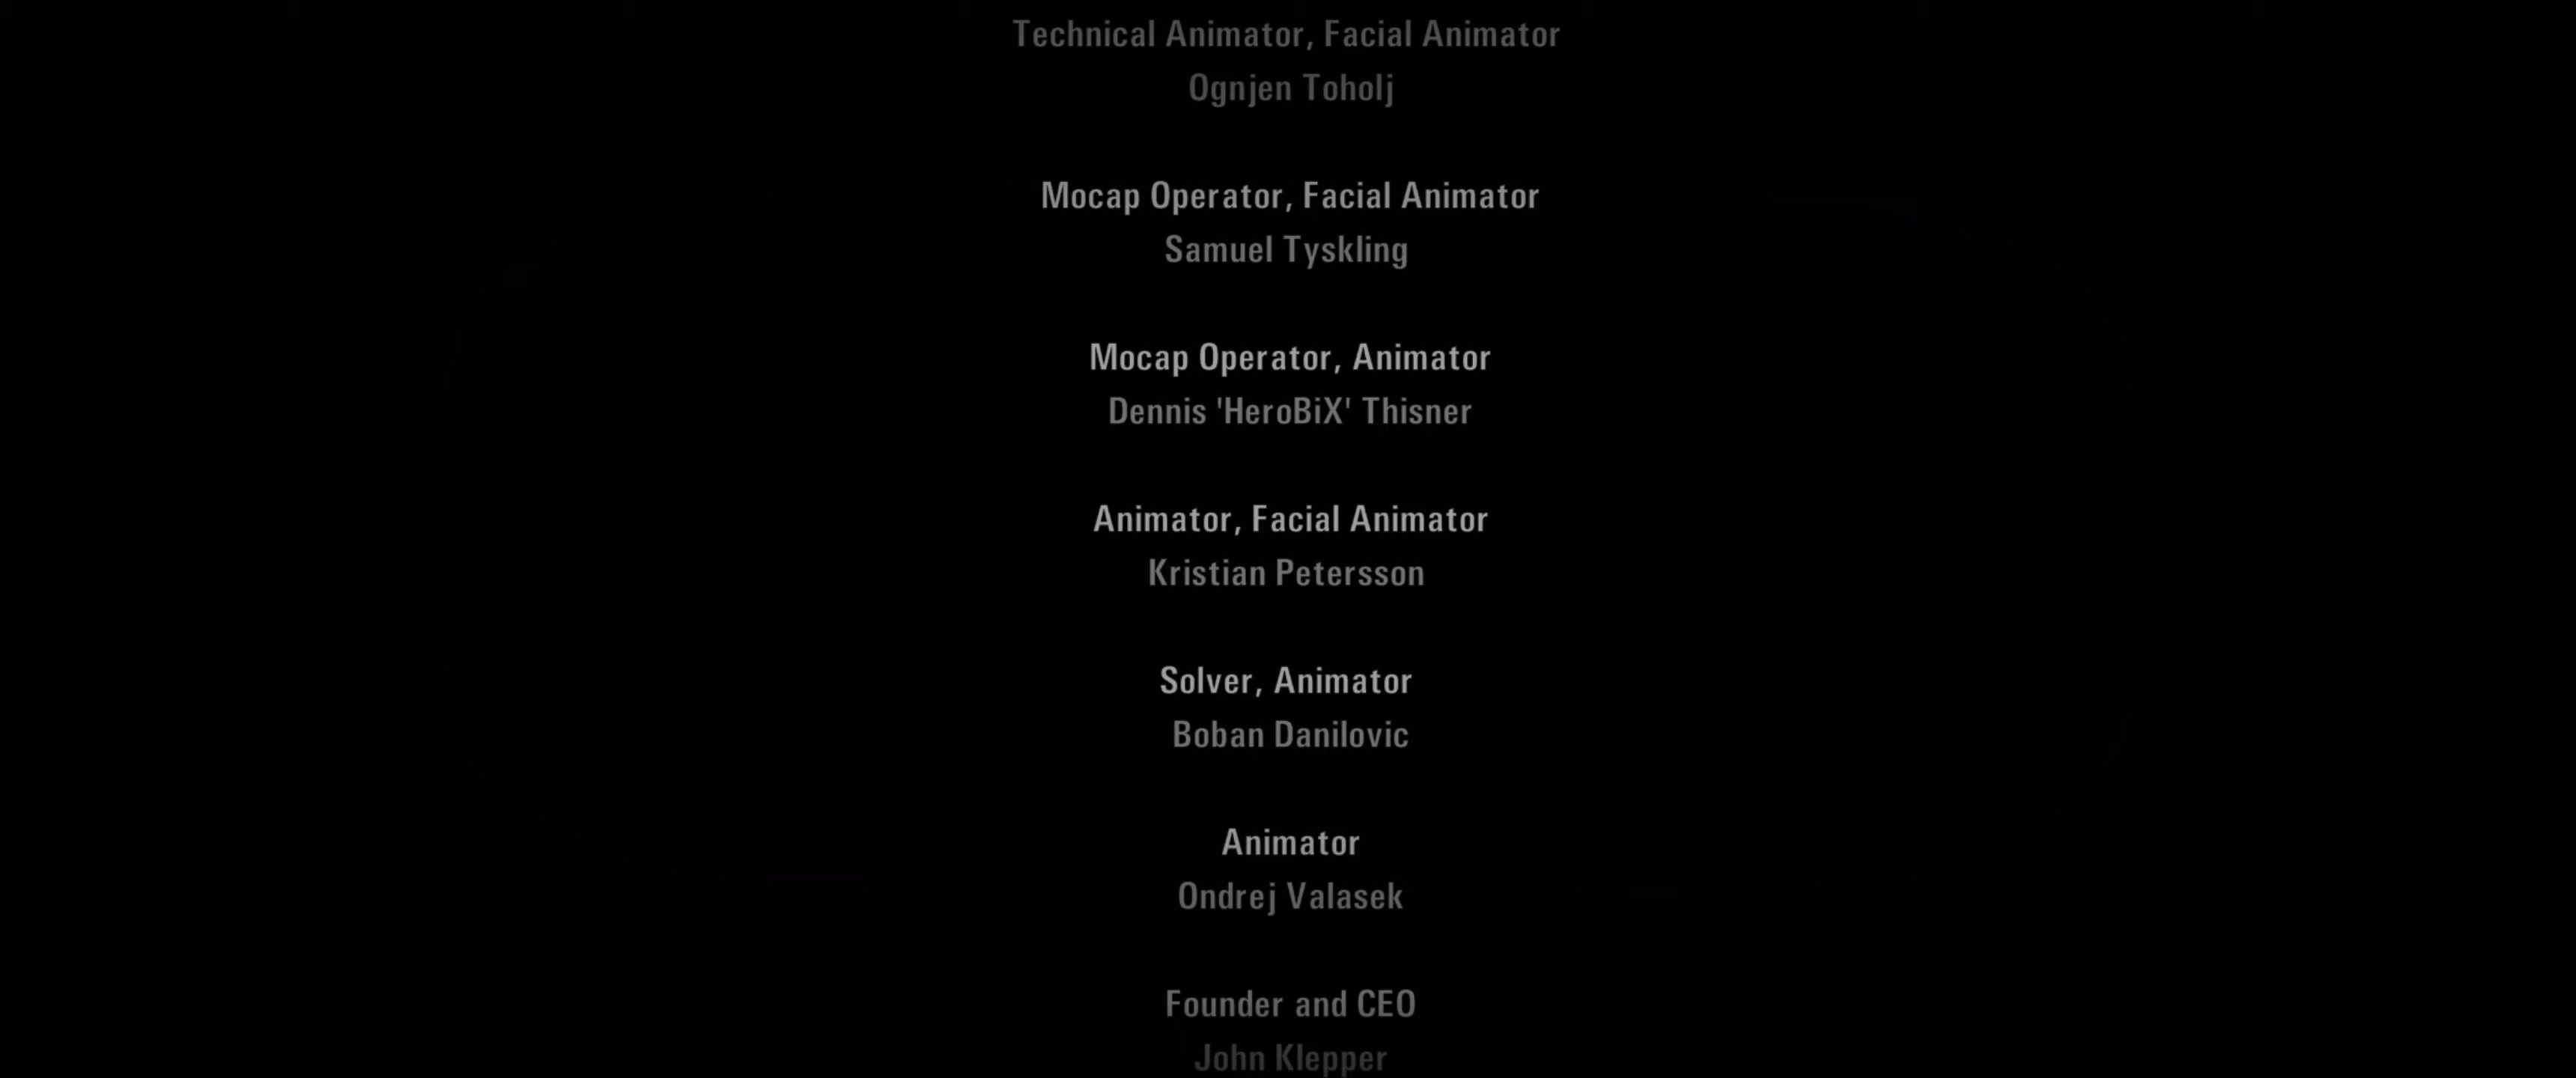 Technical Animator, Facial Animator
Ognjen Toholj
Mocap Operator, Facial Animator
Samuel Tyskling
Mocap Operator, Animator
Dennis 'HeroBiX' Thisner
Animator, Facial Animator
Kristian Petersson
Solver, Animator
Boban Danilovic
Animator
Ondrej Valasek
Founder and CEO
John Klepper